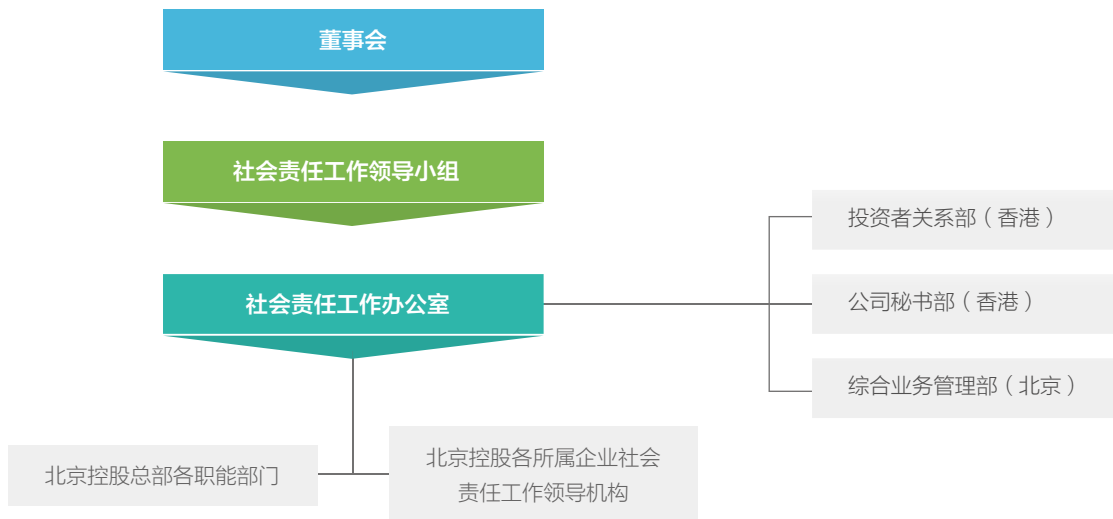 董事会
社会责任工作领导小组
社会责任工作办公室
投资者关系部（香港）
公司秘书部（香港）
综合业务管理部（北京）
北京控股总部各职能部门
北京控股各所属企业社会
责任工作领导机构